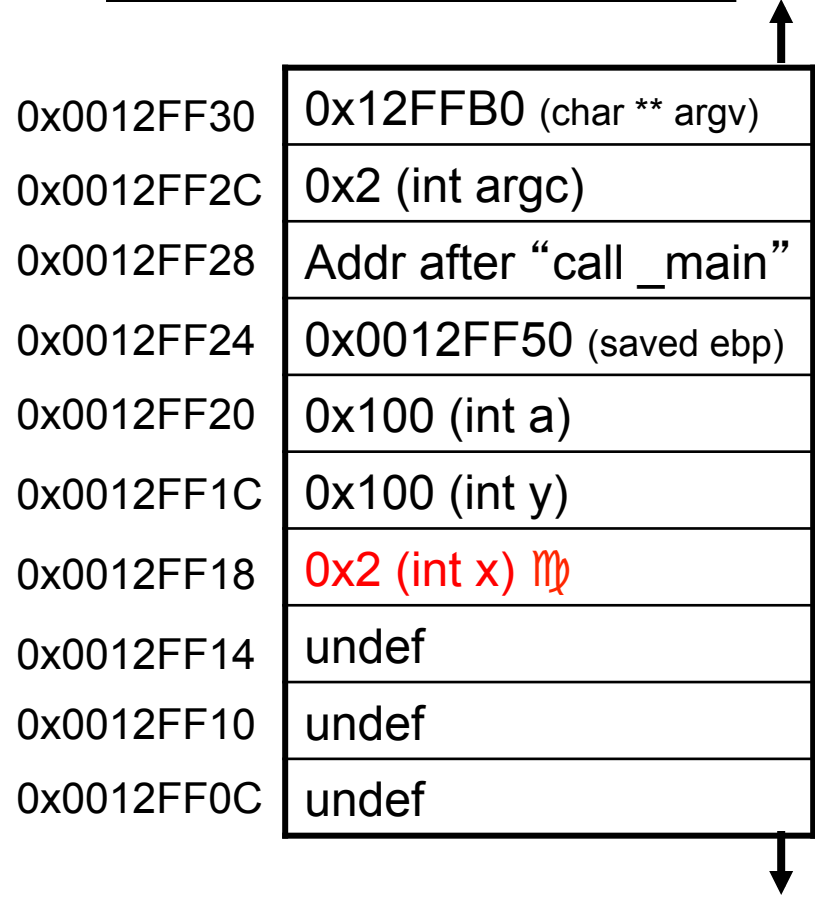 0x0012FF30 0x12FFB0 (char ** argv)
0x0012FF2C 0x2 (int argc)
0x0012FF28 Addr after “call _main”
0x0012FF24 0x0012FF50 (saved ebp)
0x0012FF20 0x100 (int a)
0x0012FF1C 0x100 (int y)
0x0012FF18 0x2 (int x) ♍
0x0012FF14 undef
0x0012FF10 undef
0x0012FF0C undef